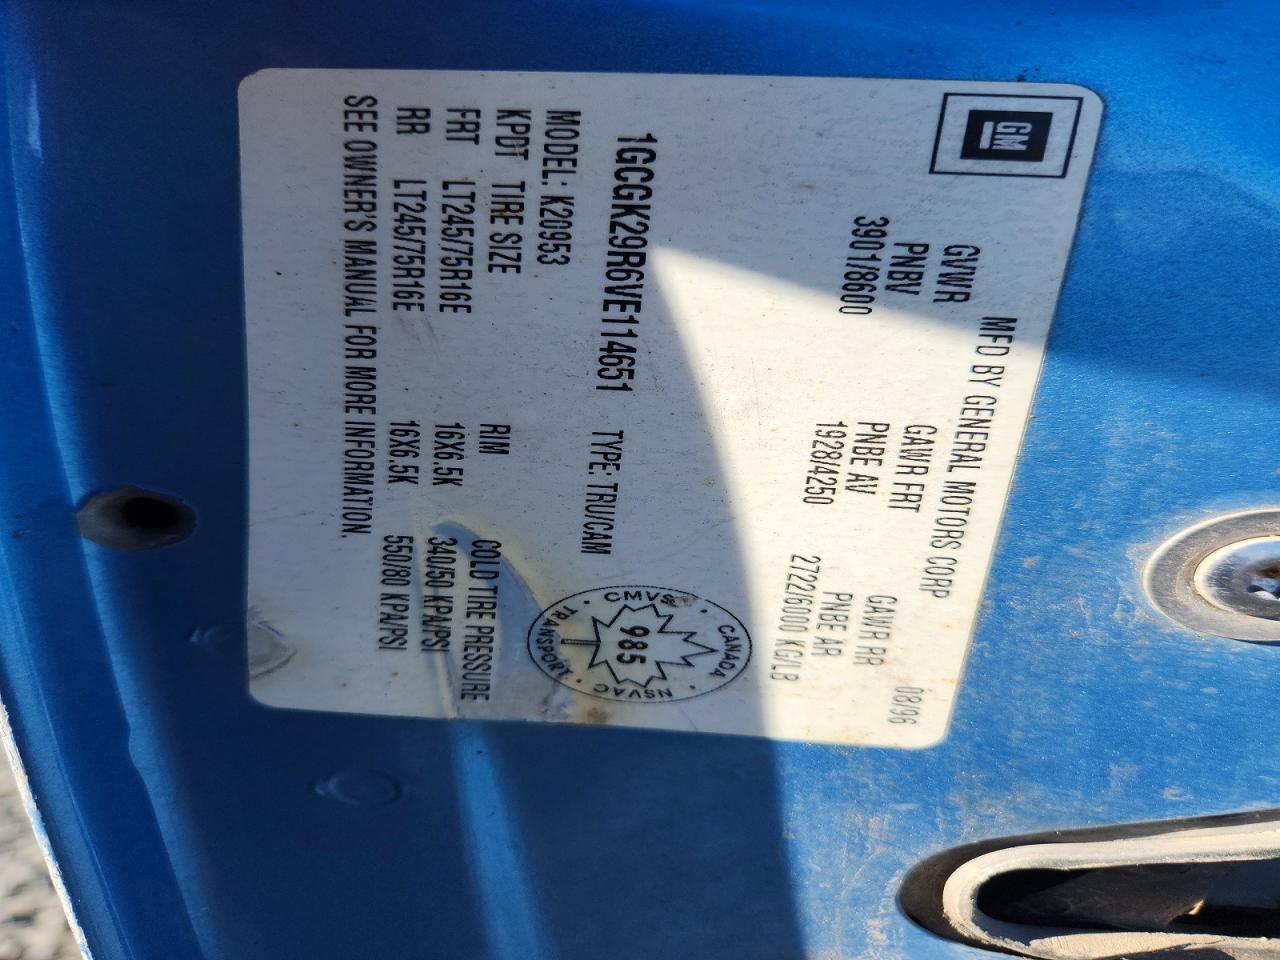 GM
MFD BY GENERAL MOTORS CORP 08/96
GVWR GAWR FRT GAWR RR
PNBV PNBE AV PNBE AR
3901/8600 1928/4250 2722/6000 KG/LB
CANADA
CMVSS
985
NSVAC
TRANSPORT
1GCGK29R6VE114651 TYPE: TRU/CAM
MODEL: K20953
KPDT TIRE SIZE RIM COLD TIRE PRESSURE
FRT LT245/75R16E 16X6.5K 340/50 KPA/PSI
RR LT245/75R16E 16X6.5K 550/80 KPA/PSI
SEE OWNER'S MANUAL FOR MORE INFORMATION.